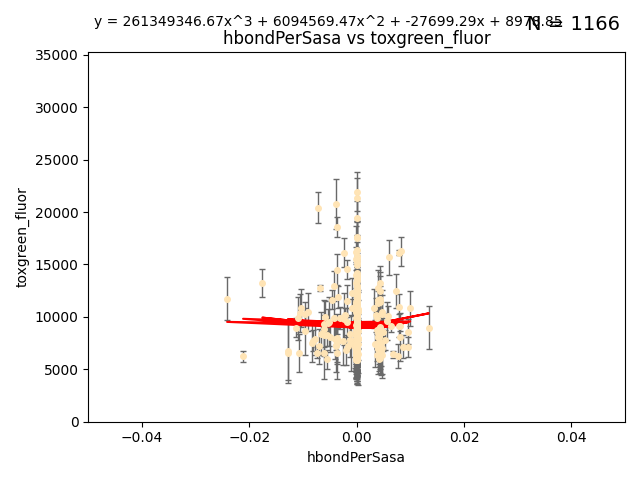 y = 261349346.67x^3 + 6094569.47x^2 + -27699.29x + 8978.85
N = 1166
hbondPerSasa vs toxgreen_fluor
35000
30000
25000
20000
15000
10000
5000
0
toxgreen_fluor
-0.04
-0.02
0.00
0.02
0.04
hbondPerSasa